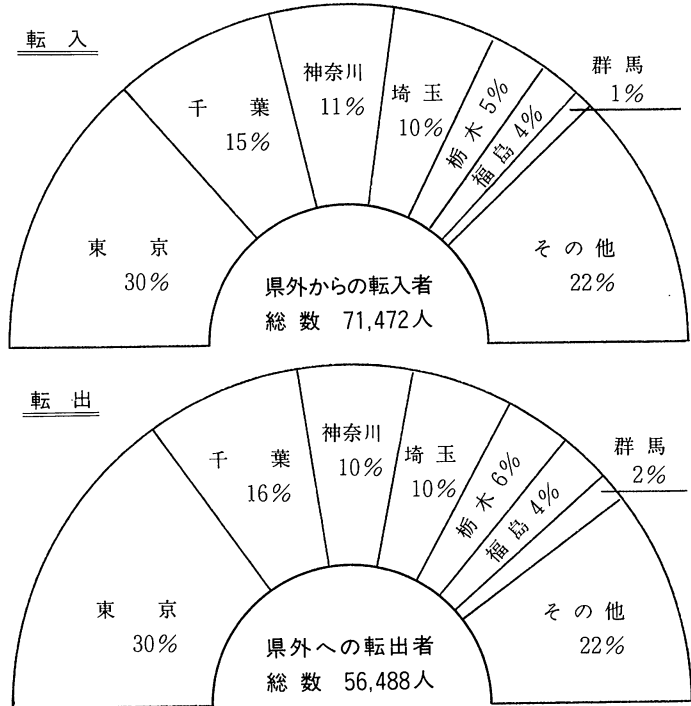 転入
東京
30%
千葉
15%
神奈川
11%
埼玉
10%
栃木 5%
福島 4%
群馬
1%
その他
22%
県外からの転入者
総数 71,472人
転出
東京
30%
千葉
16%
神奈川
10%
埼玉
10%
栃木 6%
福島 4%
群馬
2%
その他
22%
県外への転出者
総数 56,488人